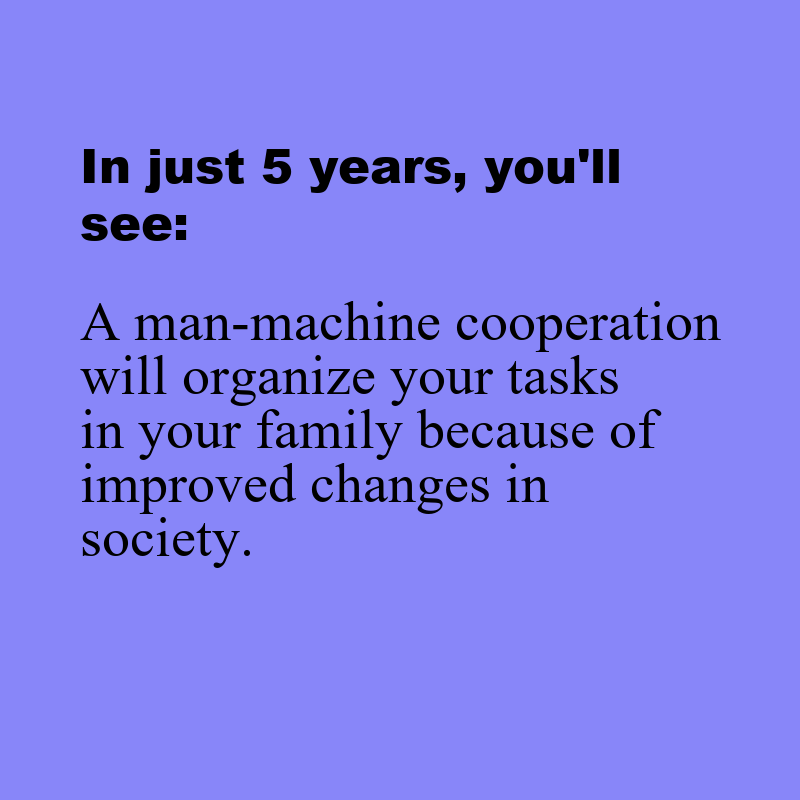 In just 5 years, you'll
see:
A man-machine cooperation
will organize your tasks
in your family because of
improved changes in
society.